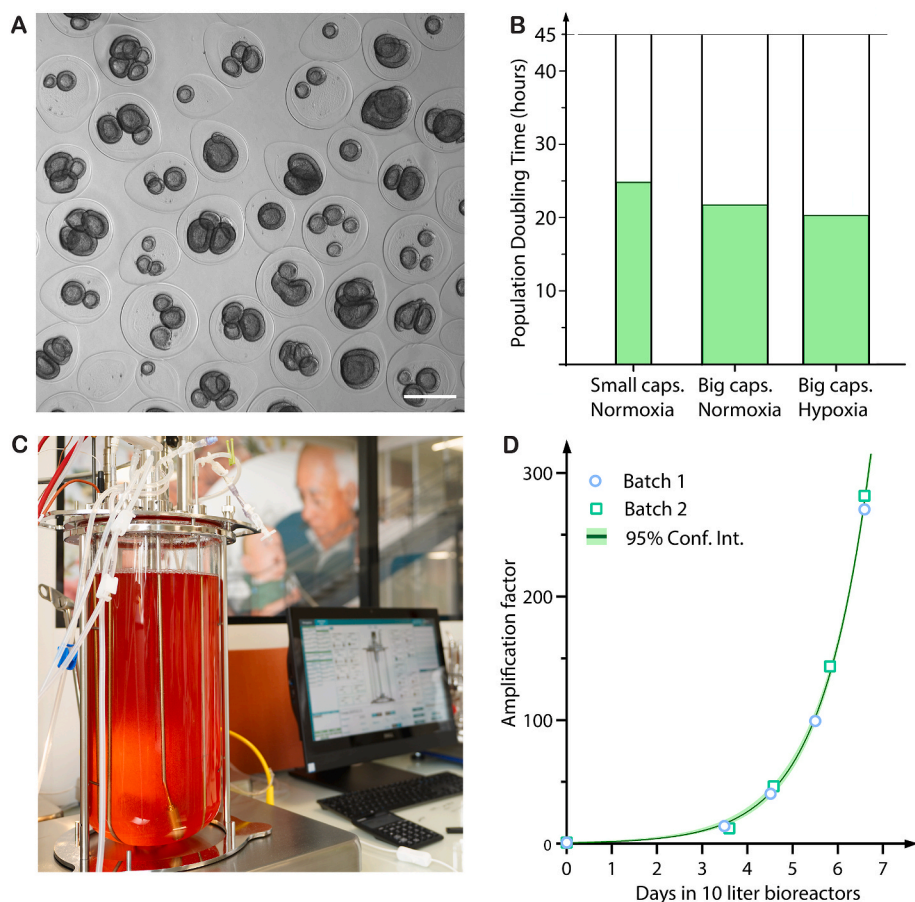 A
B
Population Doubling Time (hours)
45
40
30
20
10
Small caps.
Normoxia
Big caps.
Normoxia
Big caps.
Hypoxia
C
D
Amplification factor
300
200
100
0
Batch 1
Batch 2
95% Conf. Int.
0 1 2 3 4 5 6 7
Days in 10 liter bioreactors